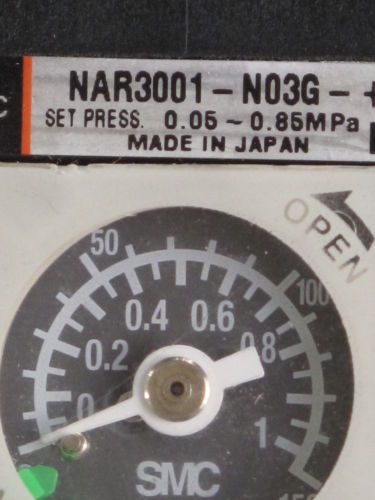 NAR3001-N03G-
SET PRESS. 0.05~0.85MPa
MADE IN JAPAN
OPEN
50
100
0.4 0.6
0.2 0.8
0 1
SMC